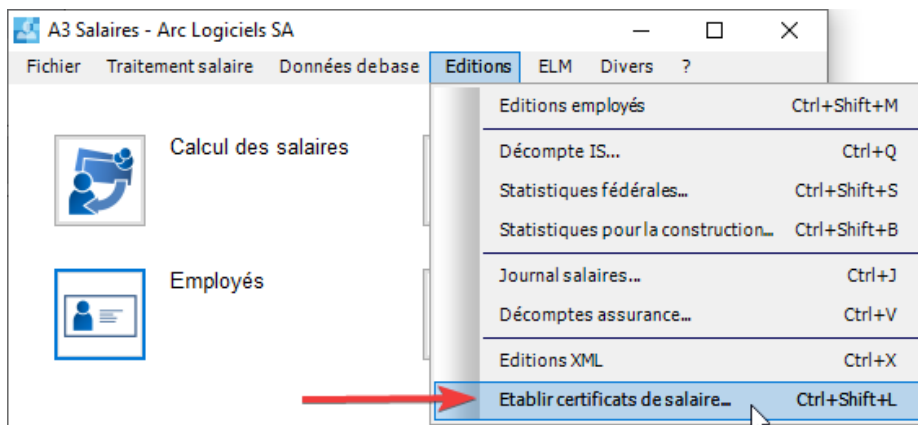 A3 Salaires - Arc Logiciels SA
Fichier Traitement salaire Données de base Editions ELM Divers ?
Editions employés Ctrl+Shift+M
Calcul des salaires
Décompte IS... Ctrl+Q
Statistiques fédérales... Ctrl+Shift+S
Statistiques pour la construction... Ctrl+Shift+B
Employés
Journal salaires... Ctrl+J
Décomptes assurance... Ctrl+V
Editions XML Ctrl+X
Etablir certificats de salaire... Ctrl+Shift+L